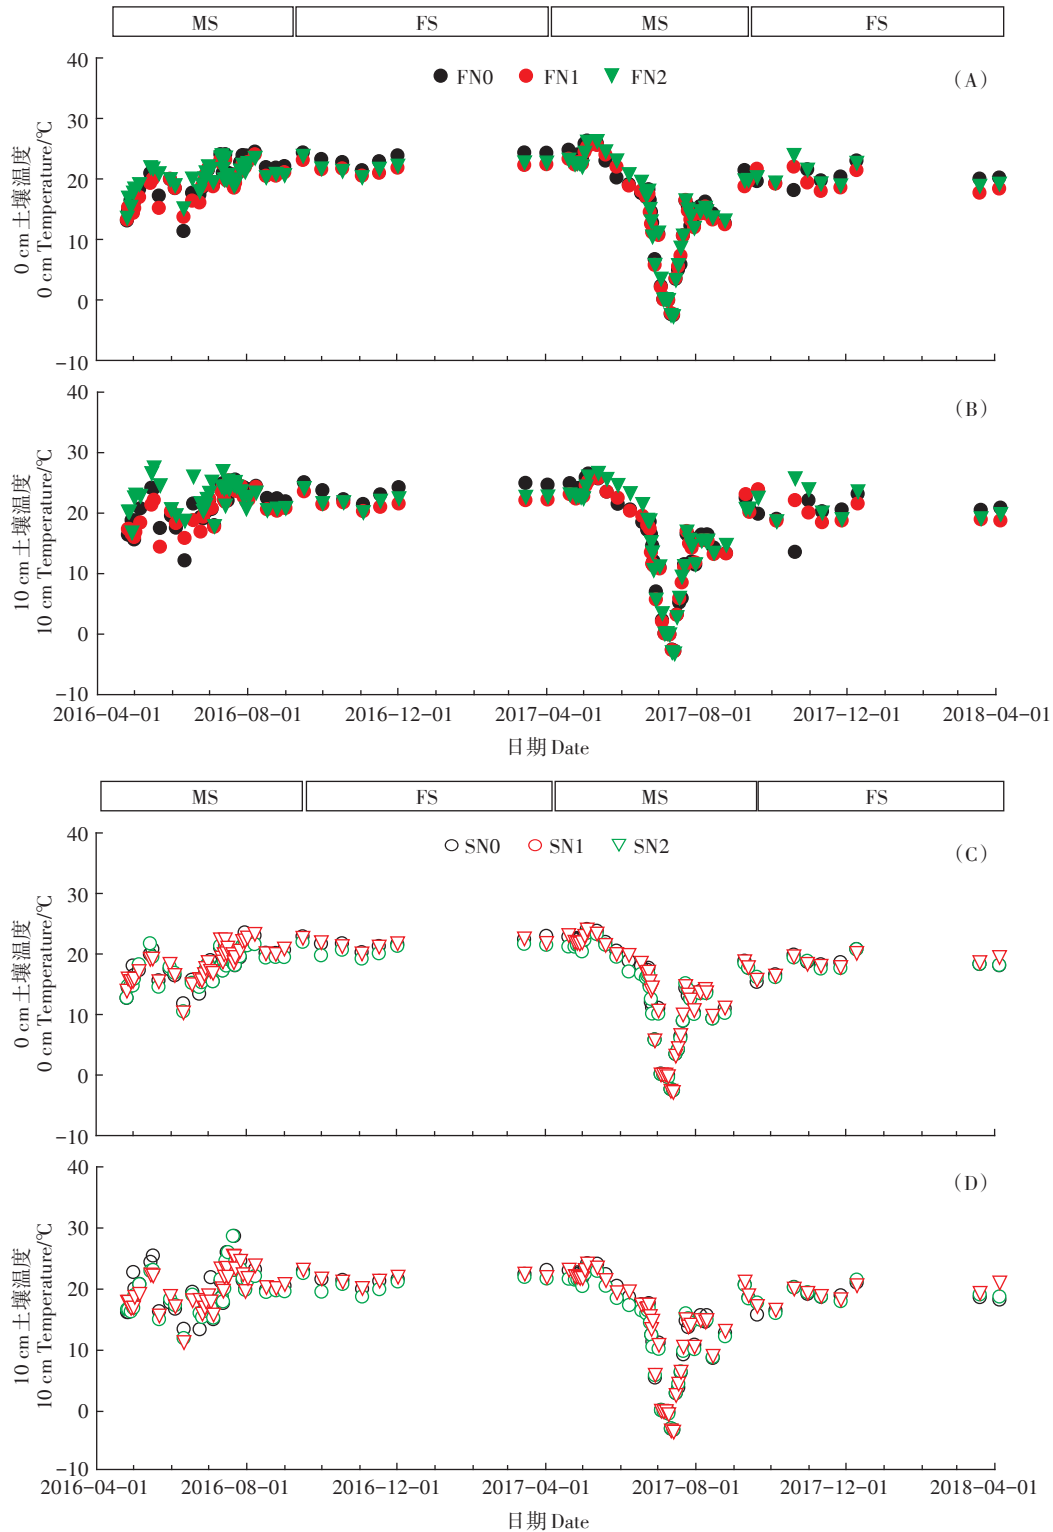 MS FS MS FS
40
30
20
10
0
−10
0 cm 土壤温度
0 cm Temperature/℃
FN0 FN1 FN2
(A)
40
30
20
10
0
−10
10 cm 土壤温度
10 cm Temperature/℃
(B)
2016−04−01 2016−08−01 2016−12−01 2017−04−01 2017−08−01 2017−12−01 2018−04−01
日期 Date
MS FS MS FS
40
30
20
10
0
−10
0 cm 土壤温度
0 cm Temperature/℃
SN0 SN1 SN2
(C)
40
30
20
10
0
−10
10 cm 土壤温度
10 cm Temperature/℃
(D)
2016−04−01 2016−08−01 2016−12−01 2017−04−01 2017−08−01 2017−12−01 2018−04−01
日期 Date